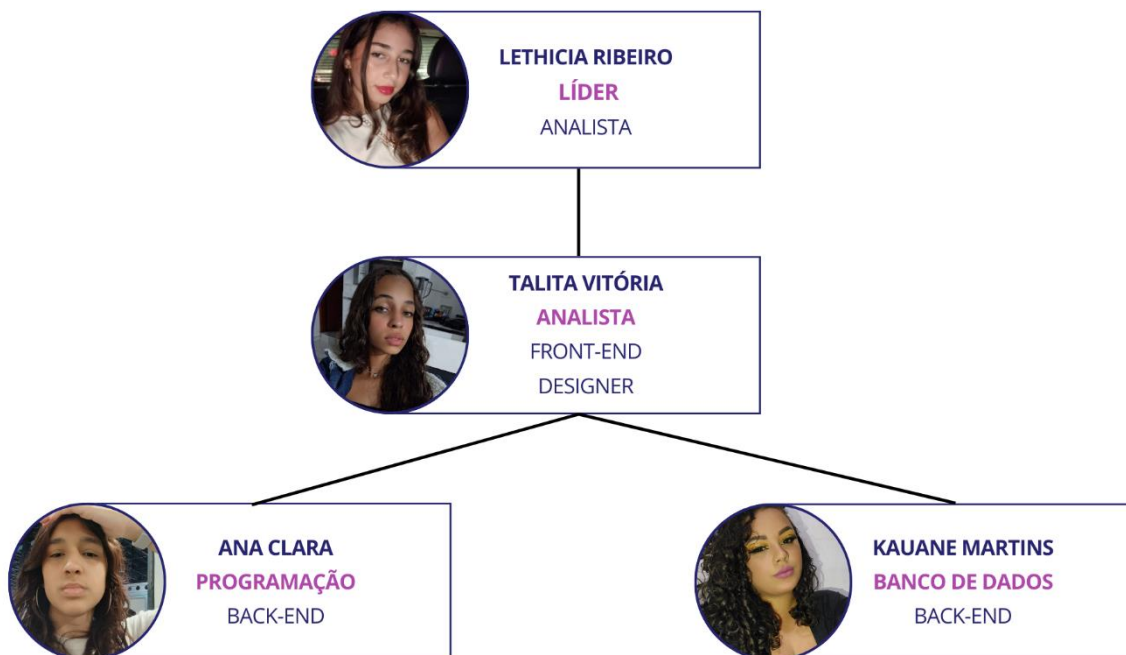 LETHICIA RIBEIRO
LÍDER
ANALISTA
TALITA VITÓRIA
ANALISTA
FRONT-END
DESIGNER
ANA CLARA
PROGRAMAÇÃO
BACK-END
KAUANE MARTINS
BANCO DE DADOS
BACK-END